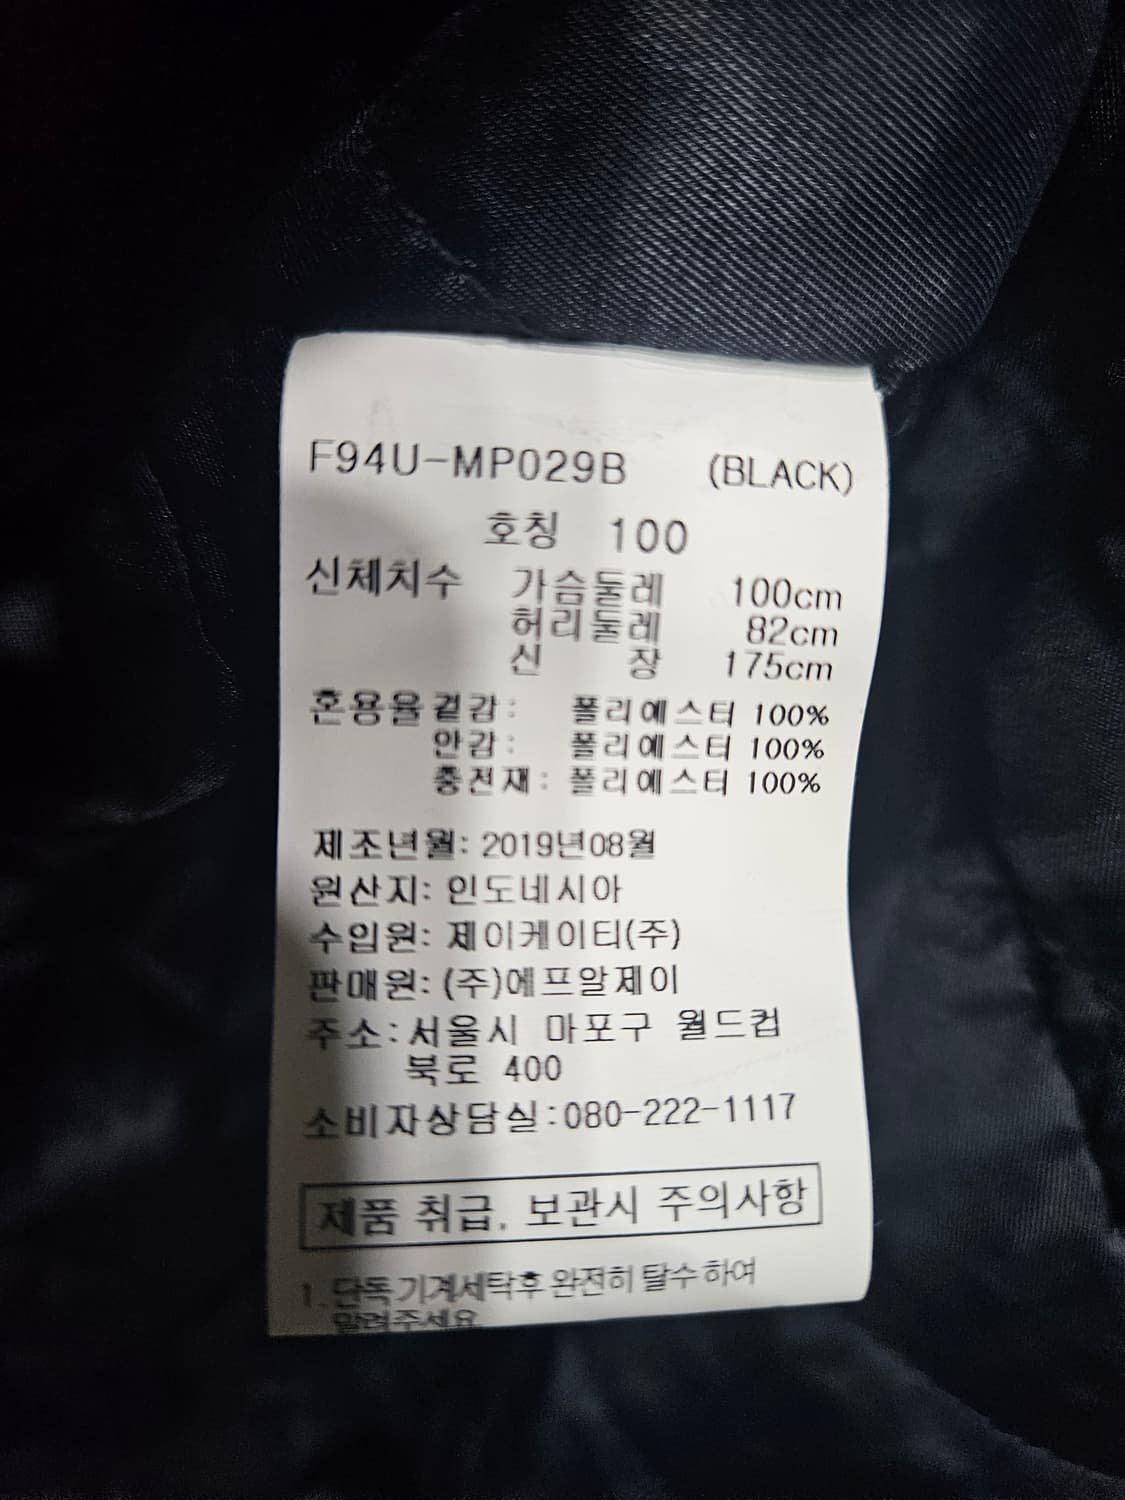 F94U-MP029B (BLACK)
호칭 100
신체치수 가슴둘레 100cm
허리둘레 82cm
신 장 175cm
혼용율 겉감: 폴리에스터 100%
안감: 폴리에스터 100%
충전재: 폴리에스터 100%
제조년월: 2019년08월
원산지: 인도네시아
수입원: 제이케이티(주)
판매원: (주)에프알제이
주소: 서울시 마포구 월드컵
북로 400
소비자상담실:080-222-1117
제품 취급, 보관시 주의사항
1. 단독기계세탁후 완전히 탈수하여
말려주세요.